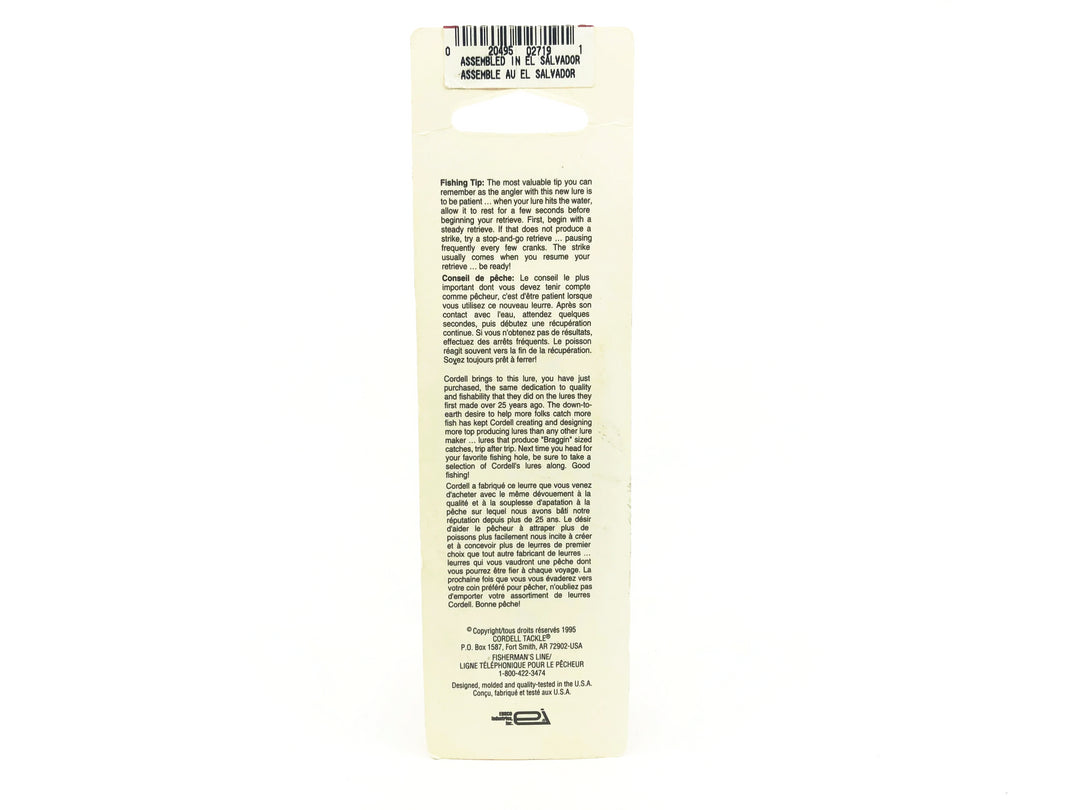 0 20495 02719 1
ASSEMBLED IN EL SALVADOR
ASSEMBLE AU EL SALVADOR
Fishing Tip: The most valuable tip you can
remember as the angler with this new lure is
to be patient ... when your lure hits the water,
allow it to rest for a few seconds before
beginning your retrieve. First, begin with a
steady retrieve. If that does not produce a
strike, try a stop-and-go retrieve ... pausing
frequently every few cranks. The strike
usually comes when you resume your
retrieve ... be ready!
Conseil de pêche: Le conseil le plus
important dont vous devez tenir compte
comme pêcheur, c'est d'être patient lorsque
vous utilisez ce nouveau leurre. Après son
contact avec l'eau, attendez quelques
secondes, puis débutez une récupération
continue. Si vous n'obtenez pas de résultats,
effectuez des arrêts fréquents. Le poisson
réagit souvent vers la fin de la récupération.
Soyez toujours prêt à ferrer!
Cordell brings to this lure, you have just
purchased, the same dedication to quality
and fishability that they did on the lures they
first made over 25 years ago. The down-to-
earth desire to help more folks catch more
fish has kept Cordell creating and designing
more top producing lures than any other lure
maker ... lures that produce "Braggin" sized
catches, trip after trip. Next time you head for
your favorite fishing hole, be sure to take a
selection of Cordell's lures along. Good
fishing!
Cordell a fabriqué ce leurre que vous venez
d'acheter avec le même dévouement à la
qualité et à la souplesse d'apatation à la
pêche sur lequel nous avons bâti notre
réputation depuis plus de 25 ans. Le désir
d'aider le pêcheur à attraper plus de
poissons plus facilement nous incite à créer
et à concevoir plus de leurres de premier
choix que tout autre fabricant de leurres ...
leurres qui vous vaudront une pêche dont
vous pourrez être fier à chaque voyage. La
prochaine fois que vous vous évaderez vers
votre coin préféré pour pêcher, n'oubliez pas
d'emporter votre assortiment de leurres
Cordell. Bonne pêche!
© Copyright/tous droits réservés 1995
CORDELL TACKLE®
P.O. Box 1587, Fort Smith, AR 72902-USA
FISHERMAN'S LINE/
LIGNE TÉLÉPHONIQUE POUR LE PÊCHEUR
1-800-422-3474
Designed, molded and quality-tested in the U.S.A.
Conçu, fabriqué et testé aux U.S.A.
ebsco
industries,
inc. ei